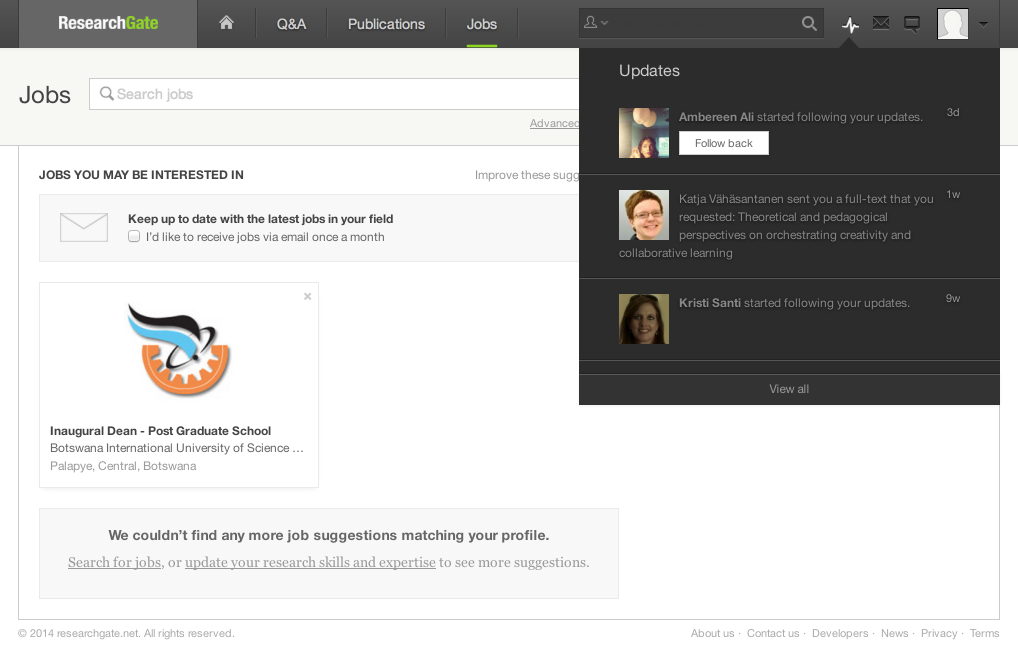 ResearchGate
Q&A
Publications
Jobs
Updates
Jobs
Search jobs
Advanced
Ambereen Ali started following your updates.
3d
Follow back
JOBS YOU MAY BE INTERESTED IN
Improve these sugg
Keep up to date with the latest jobs in your field
I'd like to receive jobs via email once a month
Katja Vähäsantanen sent you a full-text that you
1w
requested: Theoretical and pedagogical
perspectives on orchestrating creativity and
collaborative learning
Kristi Santi started following your updates.
9w
View all
Inaugural Dean - Post Graduate School
Botswana International University of Science ...
Palapye, Central, Botswana
We couldn't find any more job suggestions matching your profile.
Search for jobs, or update your research skills and expertise to see more suggestions.
© 2014 researchgate.net. All rights reserved.
About us · Contact us · Developers · News · Privacy · Terms